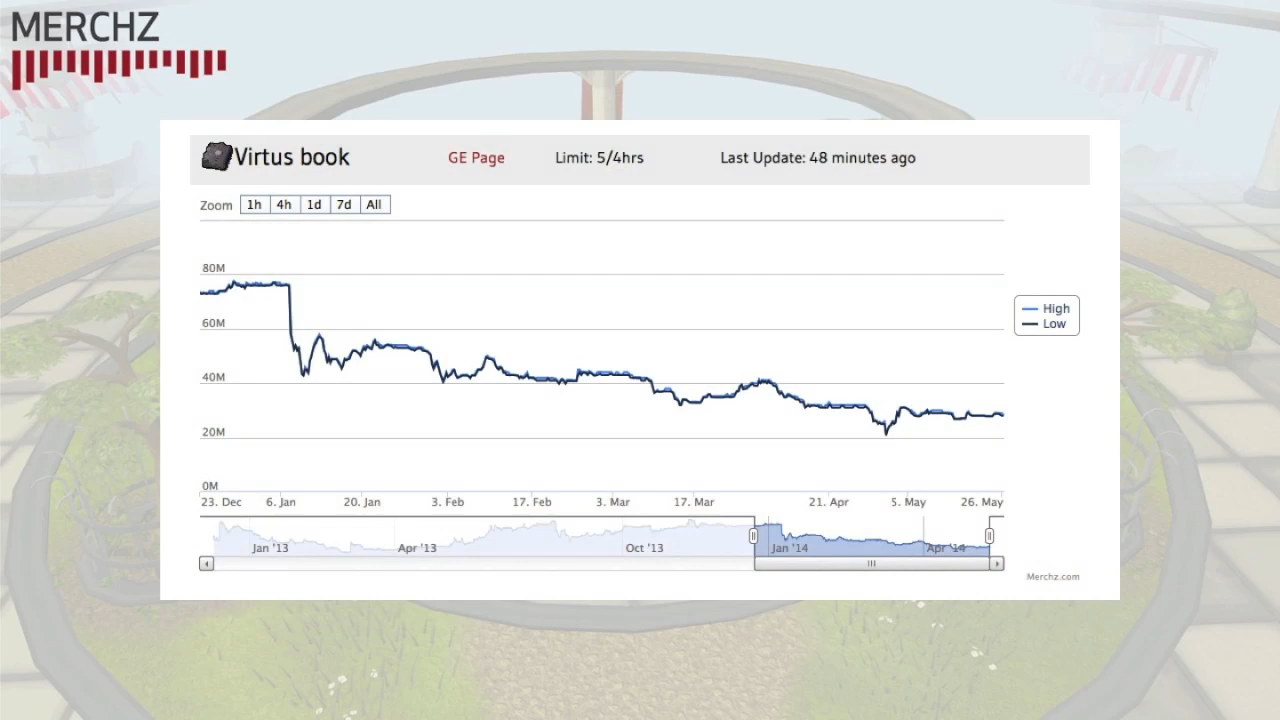 MERCHZ
Virtus book GE Page Limit: 5/4hrs Last Update: 48 minutes ago
Zoom 1h 4h 1d 7d All
80M
60M
40M
20M
0M
High
Low
23. Dec 6. Jan 20. Jan 3. Feb 17. Feb 3. Mar 17. Mar 21. Apr 5. May 26. May
Jan '13 Apr '13 Oct '13 Jan '14 Apr '14
Merchz.com